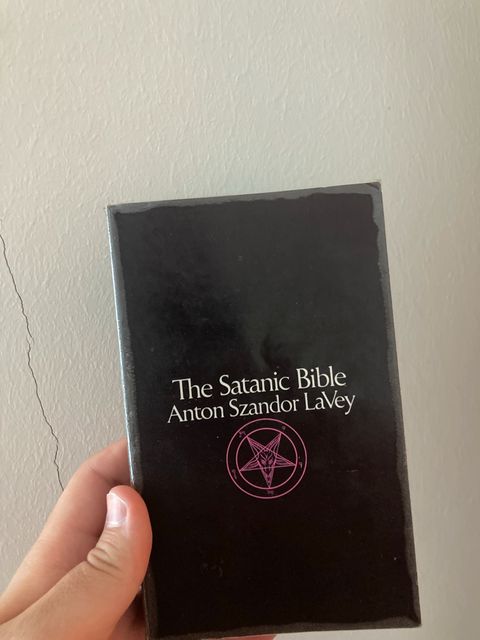 The Satanic Bible
Anton Szandor LaVey